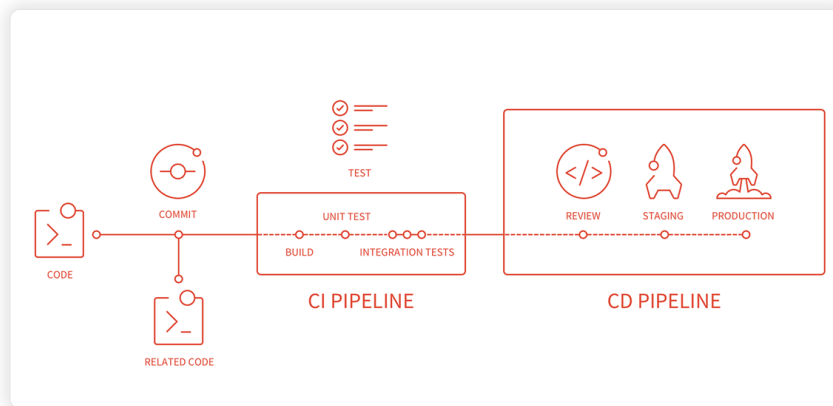 CODE
COMMIT
RELATED CODE
TEST
UNIT TEST
BUILD
INTEGRATION TESTS
CI PIPELINE
REVIEW
STAGING
PRODUCTION
CD PIPELINE